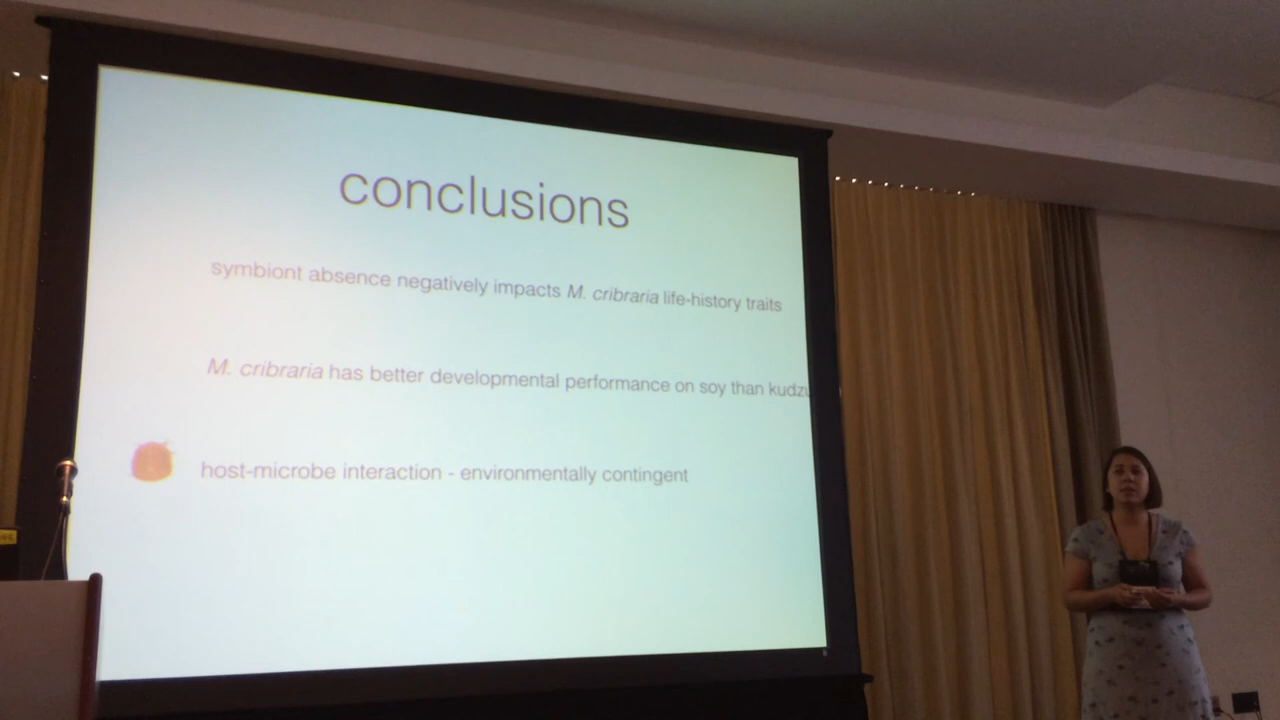 conclusions
symbiont absence negatively impacts M. cribraria life-history traits
M. cribraria has better developmental performance on soy than kudzu
host-microbe interaction - environmentally contingent